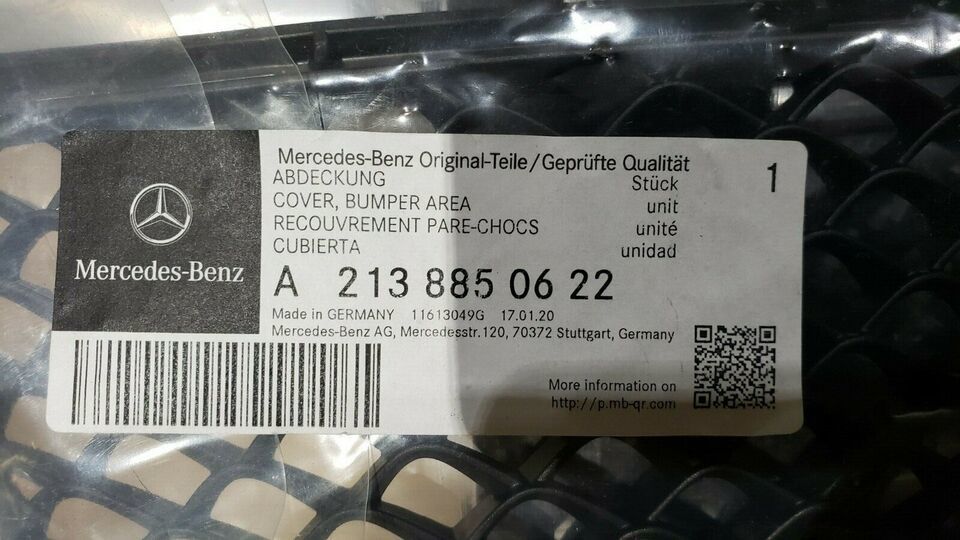 Mercedes-Benz Original-Teile/Geprüfte Qualität
1
ABDECKUNG Stück
COVER, BUMPER AREA unit
RECOUVREMENT PARE-CHOCS unité
CUBIERTA unidad
Mercedes-Benz
A 213 885 06 22
Made in GERMANY 11613049G 17.01.20
Mercedes-Benz AG, Mercedesstr.120, 70372 Stuttgart, Germany
More information on
http://p.mb-qr.com